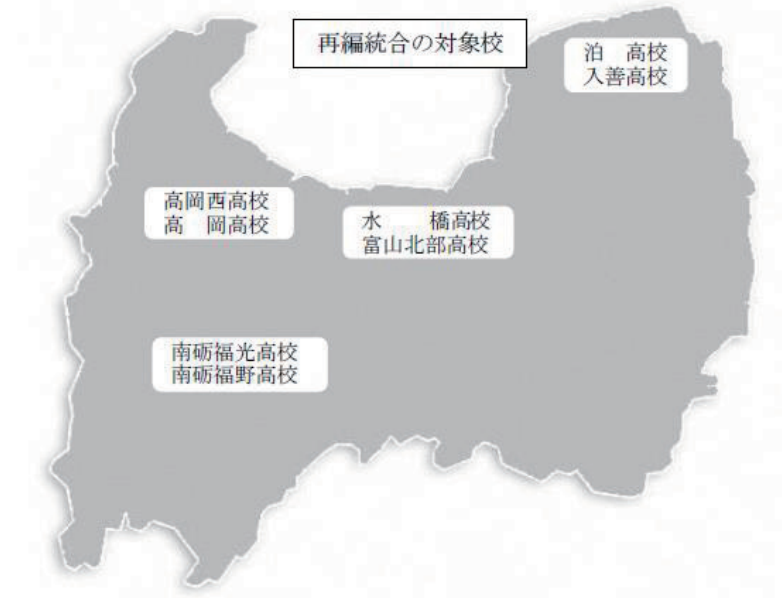 再編統合の対象校
泊　高校
入善高校
高岡西高校
高　岡高校
水　　橋高校
富山北部高校
南砺福光高校
南砺福野高校